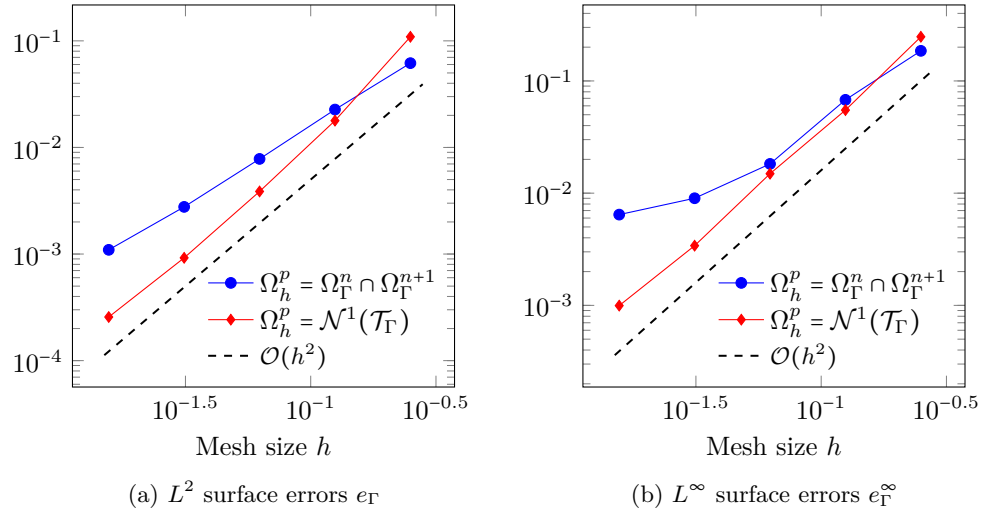 10^{-1}
10^{-2}
10^{-3}
10^{-4}
Ω_h^p = Ω_Γ^n ∩ Ω_Γ^{n+1}
Ω_h^p = 𝒩^1(𝒯_Γ)
𝒪(h^2)
10^{-1.5} 10^{-1} 10^{-0.5}
Mesh size h
(a) L^2 surface errors e_Γ
10^{-1}
10^{-2}
10^{-3}
Ω_h^p = Ω_Γ^n ∩ Ω_Γ^{n+1}
Ω_h^p = 𝒩^1(𝒯_Γ)
𝒪(h^2)
10^{-1.5} 10^{-1} 10^{-0.5}
Mesh size h
(b) L^∞ surface errors e_Γ^∞